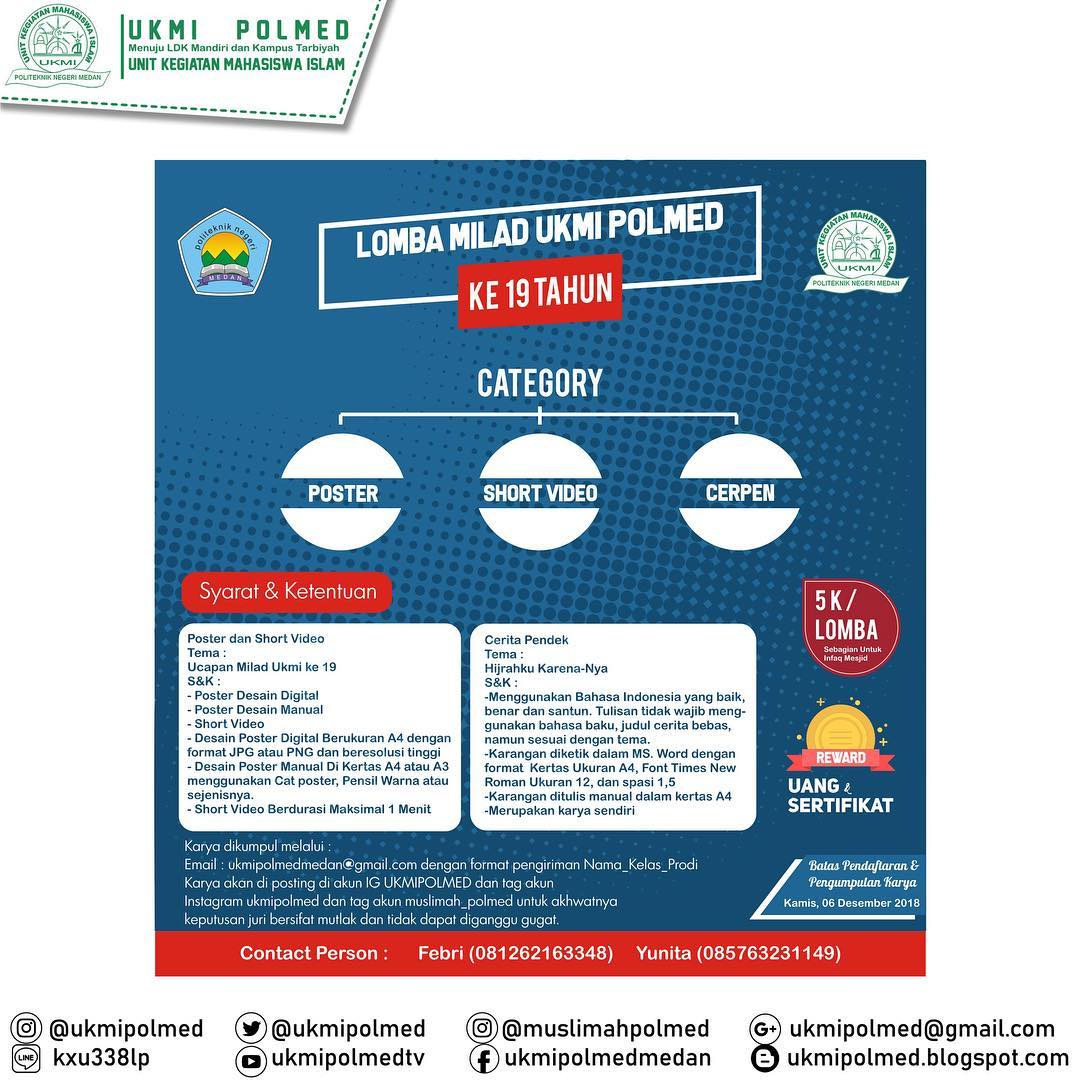 UNIT KEGIATAN MAHASISWA ISLAM
UKMI
POLITEKNIK NEGERI MEDAN
UKMI POLMED
Menuju LDK Mandiri dan Kampus Tarbiyah
UNIT KEGIATAN MAHASISWA ISLAM
politeknik negeri
MEDAN
LOMBA MILAD UKMI POLMED
KE 19 TAHUN
UNIT KEGIATAN MAHASISWA ISLAM
UKMI
POLITEKNIK NEGERI MEDAN
CATEGORY
POSTER
SHORT VIDEO
CERPEN
Syarat & Ketentuan
Poster dan Short Video
Tema :
Ucapan Milad Ukmi ke 19
S&K :
- Poster Desain Digital
- Poster Desain Manual
- Short Video
- Desain Poster Digital Berukuran A4 dengan
format JPG atau PNG dan beresolusi tinggi
- Desain Poster Manual Di Kertas A4 atau A3
menggunakan Cat poster, Pensil Warna atau
sejenisnya.
- Short Video Berdurasi Maksimal 1 Menit
Cerita Pendek
Tema :
Hijrahku Karena-Nya
S&K :
-Menggunakan Bahasa Indonesia yang baik,
benar dan santun. Tulisan tidak wajib meng-
gunakan bahasa baku, judul cerita bebas,
namun sesuai dengan tema.
-Karangan diketik dalam MS. Word dengan
format Kertas Ukuran A4, Font Times New
Roman Ukuran 12, dan spasi 1,5
-Karangan ditulis manual dalam kertas A4
-Merupakan karya sendiri
5K/
LOMBA
Sebagian Untuk
Infaq Mesjid
REWARD
UANG &
SERTIFIKAT
Karya dikumpul melalui :
Email : ukmipolmedmedan@gmail.com dengan format pengiriman Nama_Kelas_Prodi
Karya akan di posting di akun IG UKMIPOLMED dan tag akun
Instagram ukmipolmed dan tag akun muslimah_polmed untuk akhwatnya
keputusan juri bersifat mutlak dan tidak dapat diganggu gugat.
Batas Pendaftaran &
Pengumpulan Karya
Kamis, 06 Desember 2018
Contact Person : Febri (081262163348) Yunita (085763231149)
@ukmipolmed @ukmipolmed @muslimahpolmed G+ ukmipolmed@gmail.com
LINE kxu338lp ukmipolmedtv ukmipolmedmedan ukmipolmed.blogspot.com